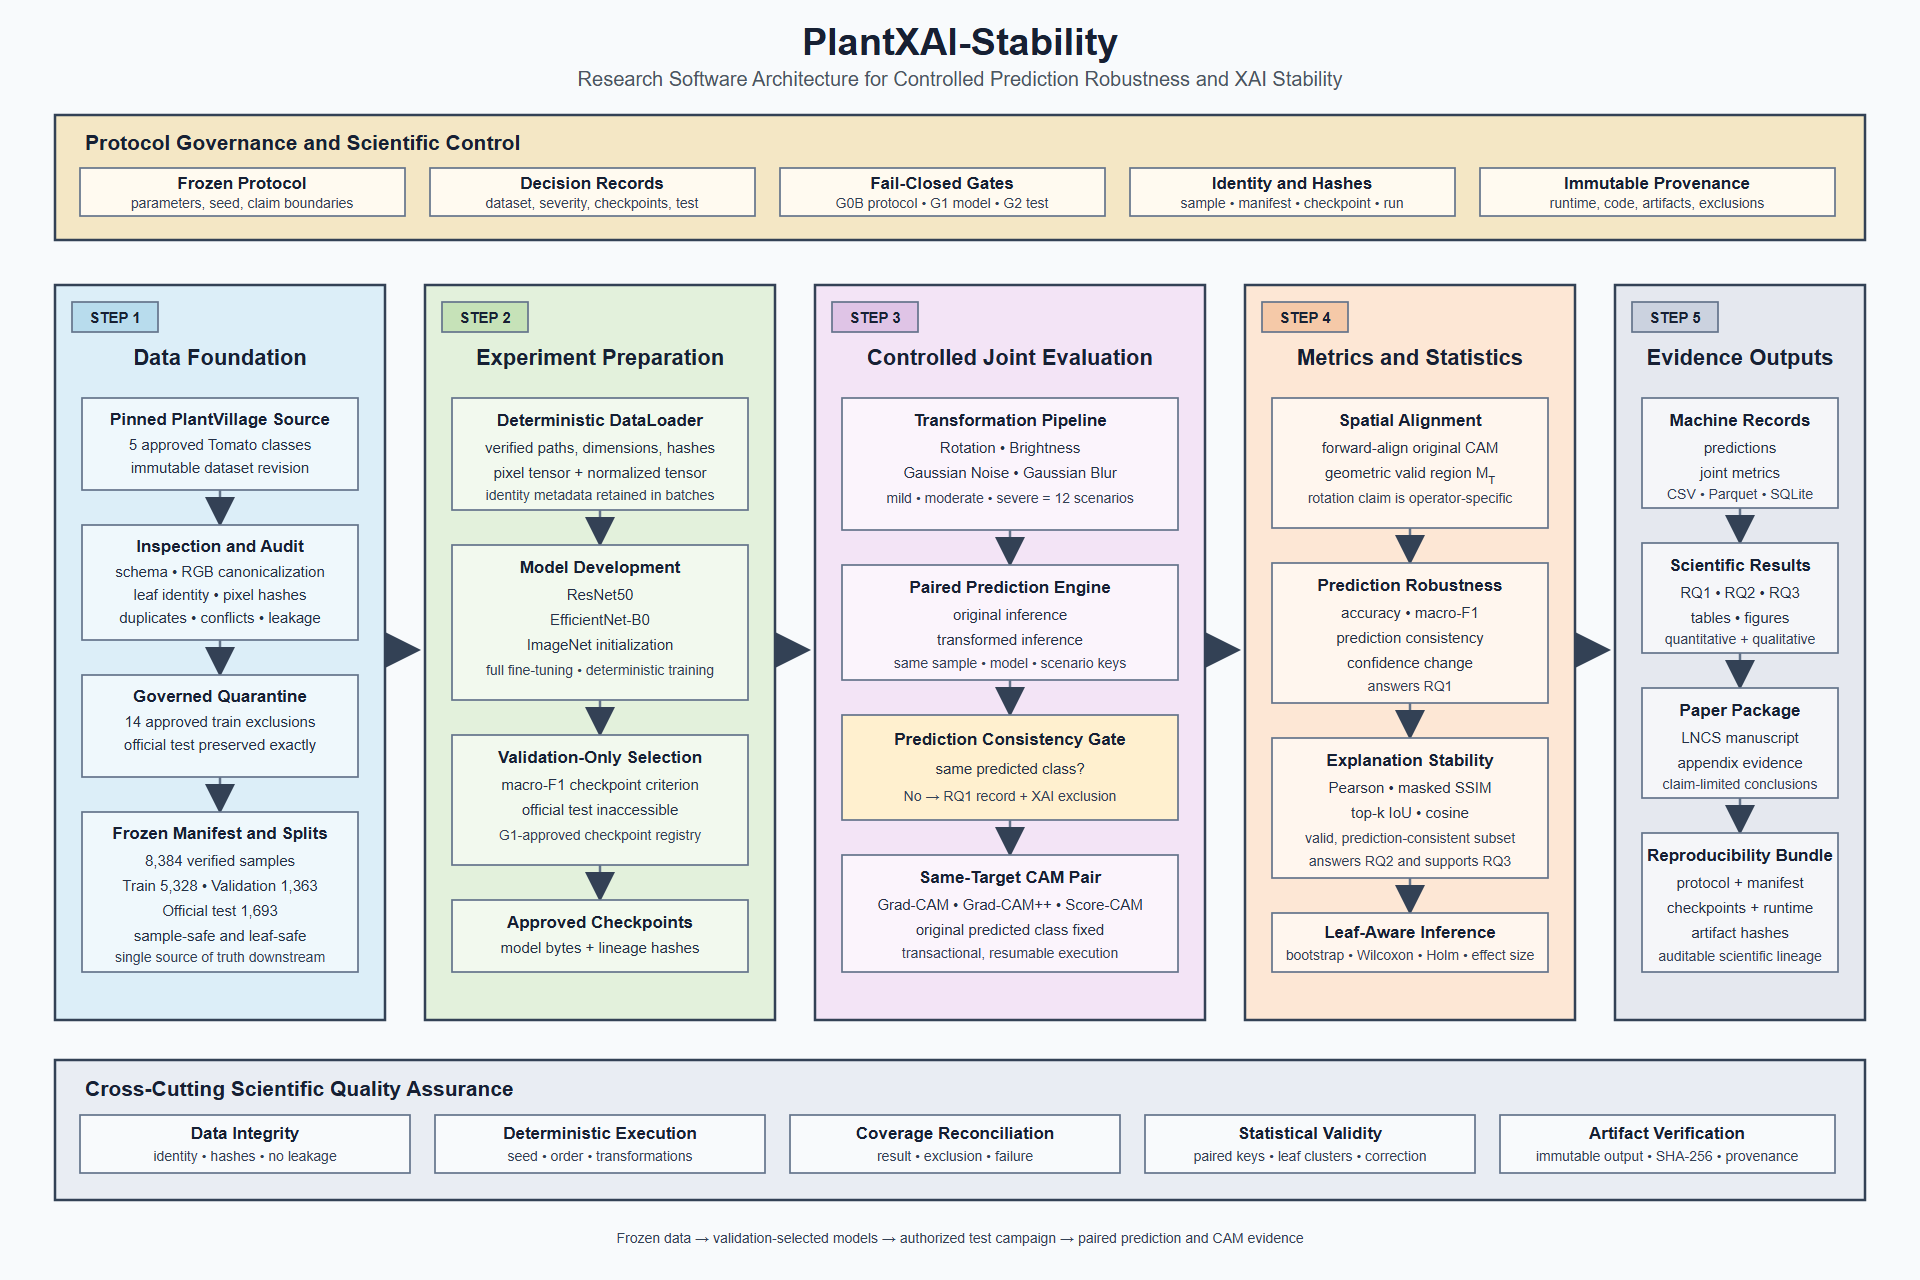 PlantXAI-Stability
Research Software Architecture for Controlled Prediction Robustness and XAI Stability
Protocol Governance and Scientific Control
Frozen Protocol
parameters, seed, claim boundaries
Decision Records
dataset, severity, checkpoints, test
Fail-Closed Gates
G0B protocol • G1 model • G2 test
Identity and Hashes
sample • manifest • checkpoint • run
Immutable Provenance
runtime, code, artifacts, exclusions
STEP 1
Data Foundation
Pinned PlantVillage Source
5 approved Tomato classes
immutable dataset revision
Inspection and Audit
schema • RGB canonicalization
leaf identity • pixel hashes
duplicates • conflicts • leakage
Governed Quarantine
14 approved train exclusions
official test preserved exactly
Frozen Manifest and Splits
8,384 verified samples
Train 5,328 • Validation 1,363
Official test 1,693
sample-safe and leaf-safe
single source of truth downstream
STEP 2
Experiment Preparation
Deterministic DataLoader
verified paths, dimensions, hashes
pixel tensor + normalized tensor
identity metadata retained in batches
Model Development
ResNet50
EfficientNet-B0
ImageNet initialization
full fine-tuning • deterministic training
Validation-Only Selection
macro-F1 checkpoint criterion
official test inaccessible
G1-approved checkpoint registry
Approved Checkpoints
model bytes + lineage hashes
STEP 3
Controlled Joint Evaluation
Transformation Pipeline
Rotation • Brightness
Gaussian Noise • Gaussian Blur
mild • moderate • severe = 12 scenarios
Paired Prediction Engine
original inference
transformed inference
same sample • model • scenario keys
Prediction Consistency Gate
same predicted class?
No → RQ1 record + XAI exclusion
Same-Target CAM Pair
Grad-CAM • Grad-CAM++ • Score-CAM
original predicted class fixed
transactional, resumable execution
STEP 4
Metrics and Statistics
Spatial Alignment
forward-align original CAM
geometric valid region M_T
rotation claim is operator-specific
Prediction Robustness
accuracy • macro-F1
prediction consistency
confidence change
answers RQ1
Explanation Stability
Pearson • masked SSIM
top-k IoU • cosine
valid, prediction-consistent subset
answers RQ2 and supports RQ3
Leaf-Aware Inference
bootstrap • Wilcoxon • Holm • effect size
STEP 5
Evidence Outputs
Machine Records
predictions
joint metrics
CSV • Parquet • SQLite
Scientific Results
RQ1 • RQ2 • RQ3
tables • figures
quantitative + qualitative
Paper Package
LNCS manuscript
appendix evidence
claim-limited conclusions
Reproducibility Bundle
protocol + manifest
checkpoints + runtime
artifact hashes
auditable scientific lineage
Cross-Cutting Scientific Quality Assurance
Data Integrity
identity • hashes • no leakage
Deterministic Execution
seed • order • transformations
Coverage Reconciliation
result • exclusion • failure
Statistical Validity
paired keys • leaf clusters • correction
Artifact Verification
immutable output • SHA-256 • provenance
Frozen data → validation-selected models → authorized test campaign → paired prediction and CAM evidence